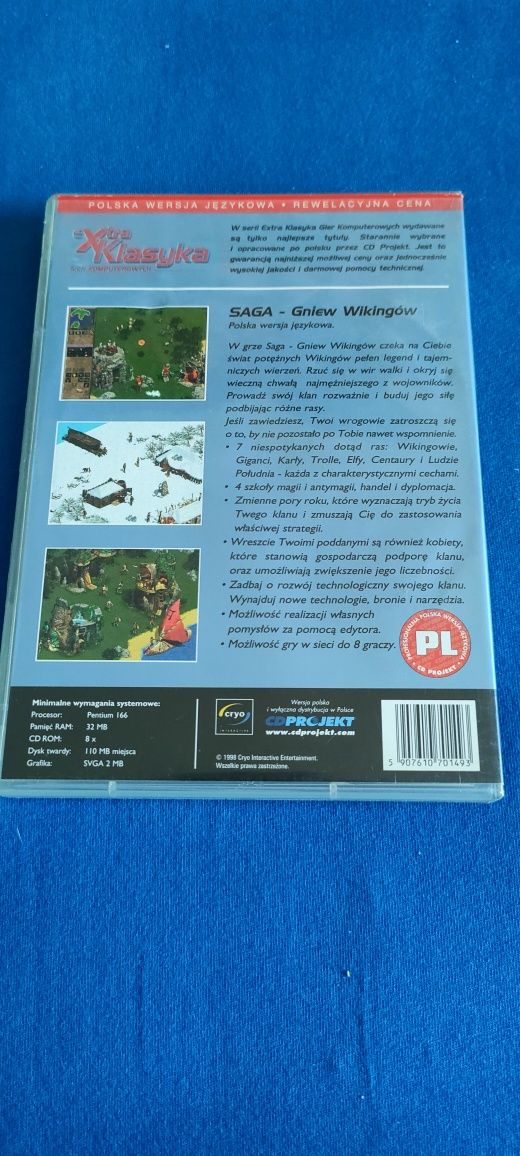 POLSKA WERSJA JĘZYKOWA • REWELACYJNA CENA
eXtra
Klasyka
GIER KOMPUTEROWYCH
W serii Extra Klasyka Gier Komputerowych wydawane
są tylko najlepsze tytuły. Starannie wybrane
i opracowane po polsku przez CD Projekt. Jest to
gwarancją najniższej możliwej ceny oraz jednocześnie
wysokiej jakości i darmowej pomocy technicznej.
SAGA - Gniew Wikingów
Polska wersja językowa.
W grze Saga - Gniew Wikingów czeka na Ciebie
świat potężnych Wikingów pełen legend i tajem-
niczych wierzeń. Rzuć się w wir walki i okryj się
wieczną chwałą najmężniejszego z wojowników.
Prowadź swój klan rozważnie i buduj jego siłę
podbijając różne rasy.
Jeśli zawiedziesz, Twoi wrogowie zatroszczą się
o to, by nie pozostało po Tobie nawet wspomnienie.
• 7 niespotykanych dotąd ras: Wikingowie,
Giganci, Karły, Trolle, Elfy, Centaury i Ludzie
Południa - każda z charakterystycznymi cechami.
• 4 szkoły magii i antymagii, handel i dyplomacja.
• Zmienne pory roku, które wyznaczają tryb życia
Twego klanu i zmuszają Cię do zastosowania
właściwej strategii.
• Wreszcie Twoimi poddanymi są również kobiety,
które stanowią gospodarczą podporę klanu,
oraz umożliwiają zwiększenie jego liczebności.
• Zadbaj o rozwój technologiczny swojego klanu.
Wynajduj nowe technologie, bronie i narzędzia.
• Możliwość realizacji własnych
pomysłów za pomocą edytora.
• Możliwość gry w sieci do 8 graczy.
PROFESJONALNA POLSKA WERSJA JĘZYKOWA
PL
• CD PROJEKT •
Minimalne wymagania systemowe:
Procesor: Pentium 166
Pamięć RAM: 32 MB
CD ROM: 8 x
Dysk twardy: 110 MB miejsca
Grafika: SVGA 2 MB
cryo
INTERACTIVE
Wersja polska
i wyłączna dystrybucja w Polsce
CDPROJEKT
www.cdprojekt.com
© 1998 Cryo Interactive Entertainment.
Wszelkie prawa zastrzeżone.
5 907610 701493